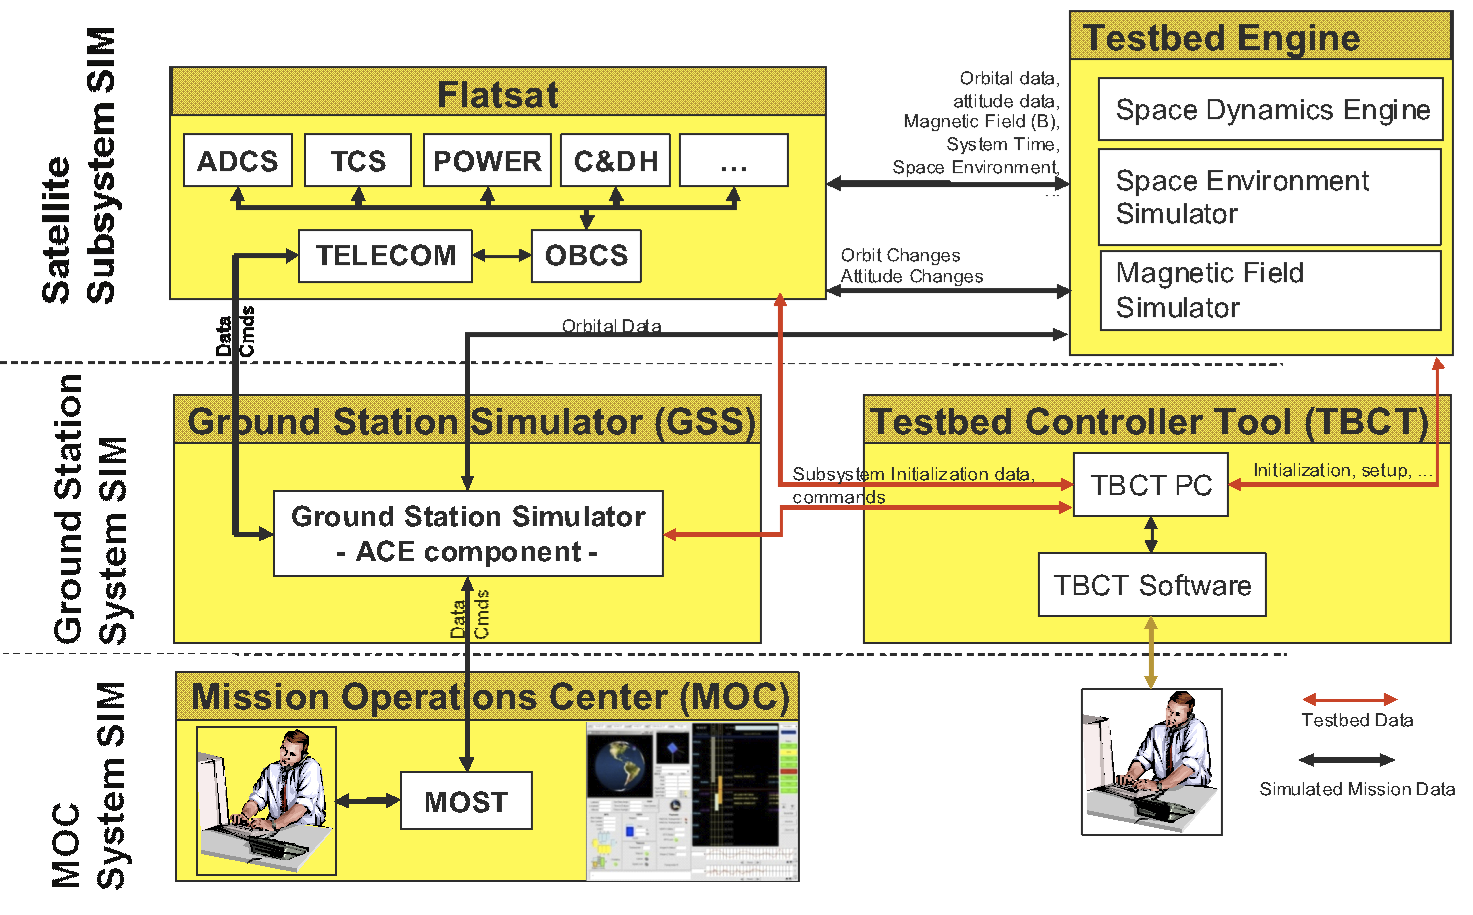 Satellite
Subsystem SIM
Flatsat
ADCS
TCS
POWER
C&DH
...
TELECOM
OBCS
Orbital data,
attitude data,
Magnetic Field (B),
System Time,
Space Environment,
...
Orbit Changes
Attitude Changes
Testbed Engine
Space Dynamics Engine
Space Environment
Simulator
Magnetic Field
Simulator
Data
Cmds
Orbital Data
Ground Station
System SIM
Ground Station Simulator (GSS)
Ground Station Simulator
- ACE component -
Subsystem Initialization data,
commands
Testbed Controller Tool (TBCT)
TBCT PC
Initialization, setup, ...
TBCT Software
Data
Cmds
MOC
System SIM
Mission Operations Center (MOC)
MOST
Testbed Data
Simulated Mission Data